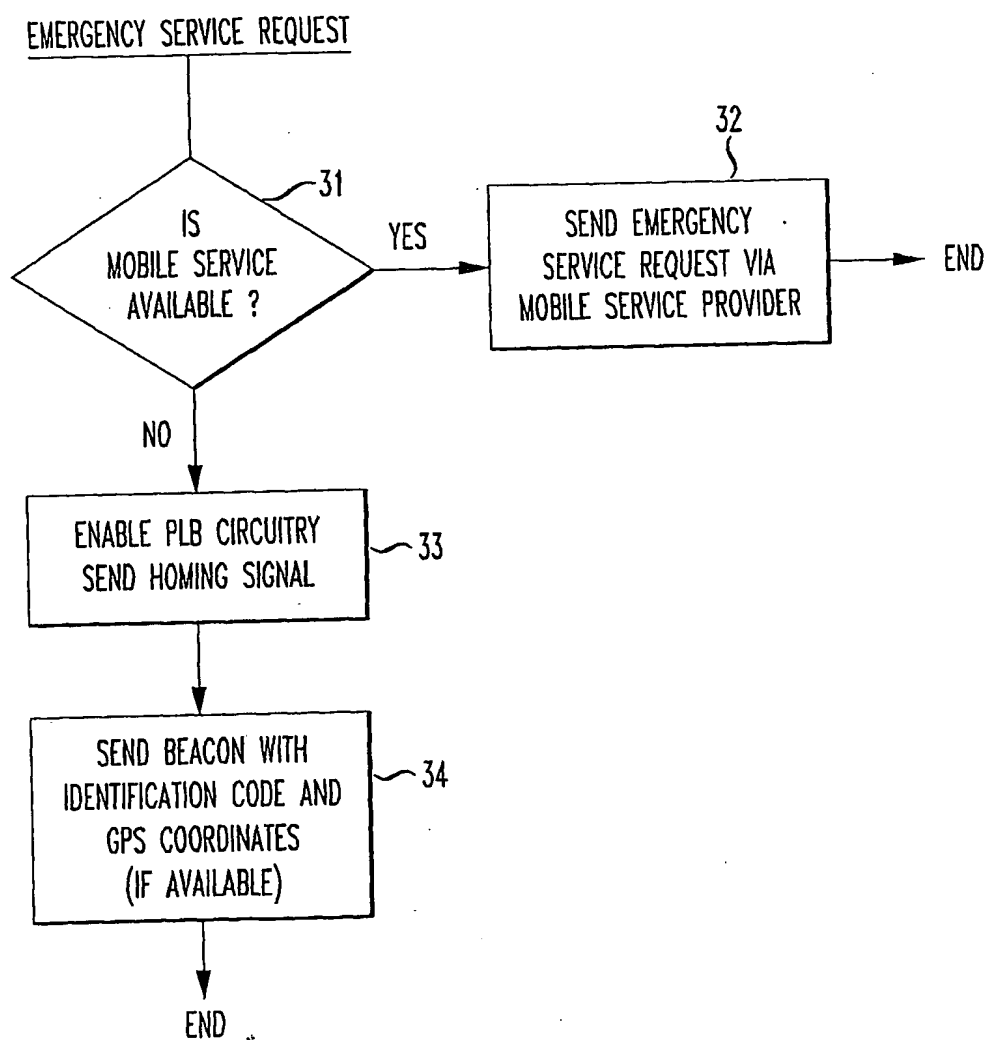 EMERGENCY SERVICE REQUEST
31
IS
MOBILE SERVICE
AVAILABLE ?
YES
32
SEND EMERGENCY
SERVICE REQUEST VIA
MOBILE SERVICE PROVIDER
END
NO
ENABLE PLB CIRCUITRY
SEND HOMING SIGNAL
33
SEND BEACON WITH
IDENTIFICATION CODE AND
GPS COORDINATES
(IF AVAILABLE)
34
END